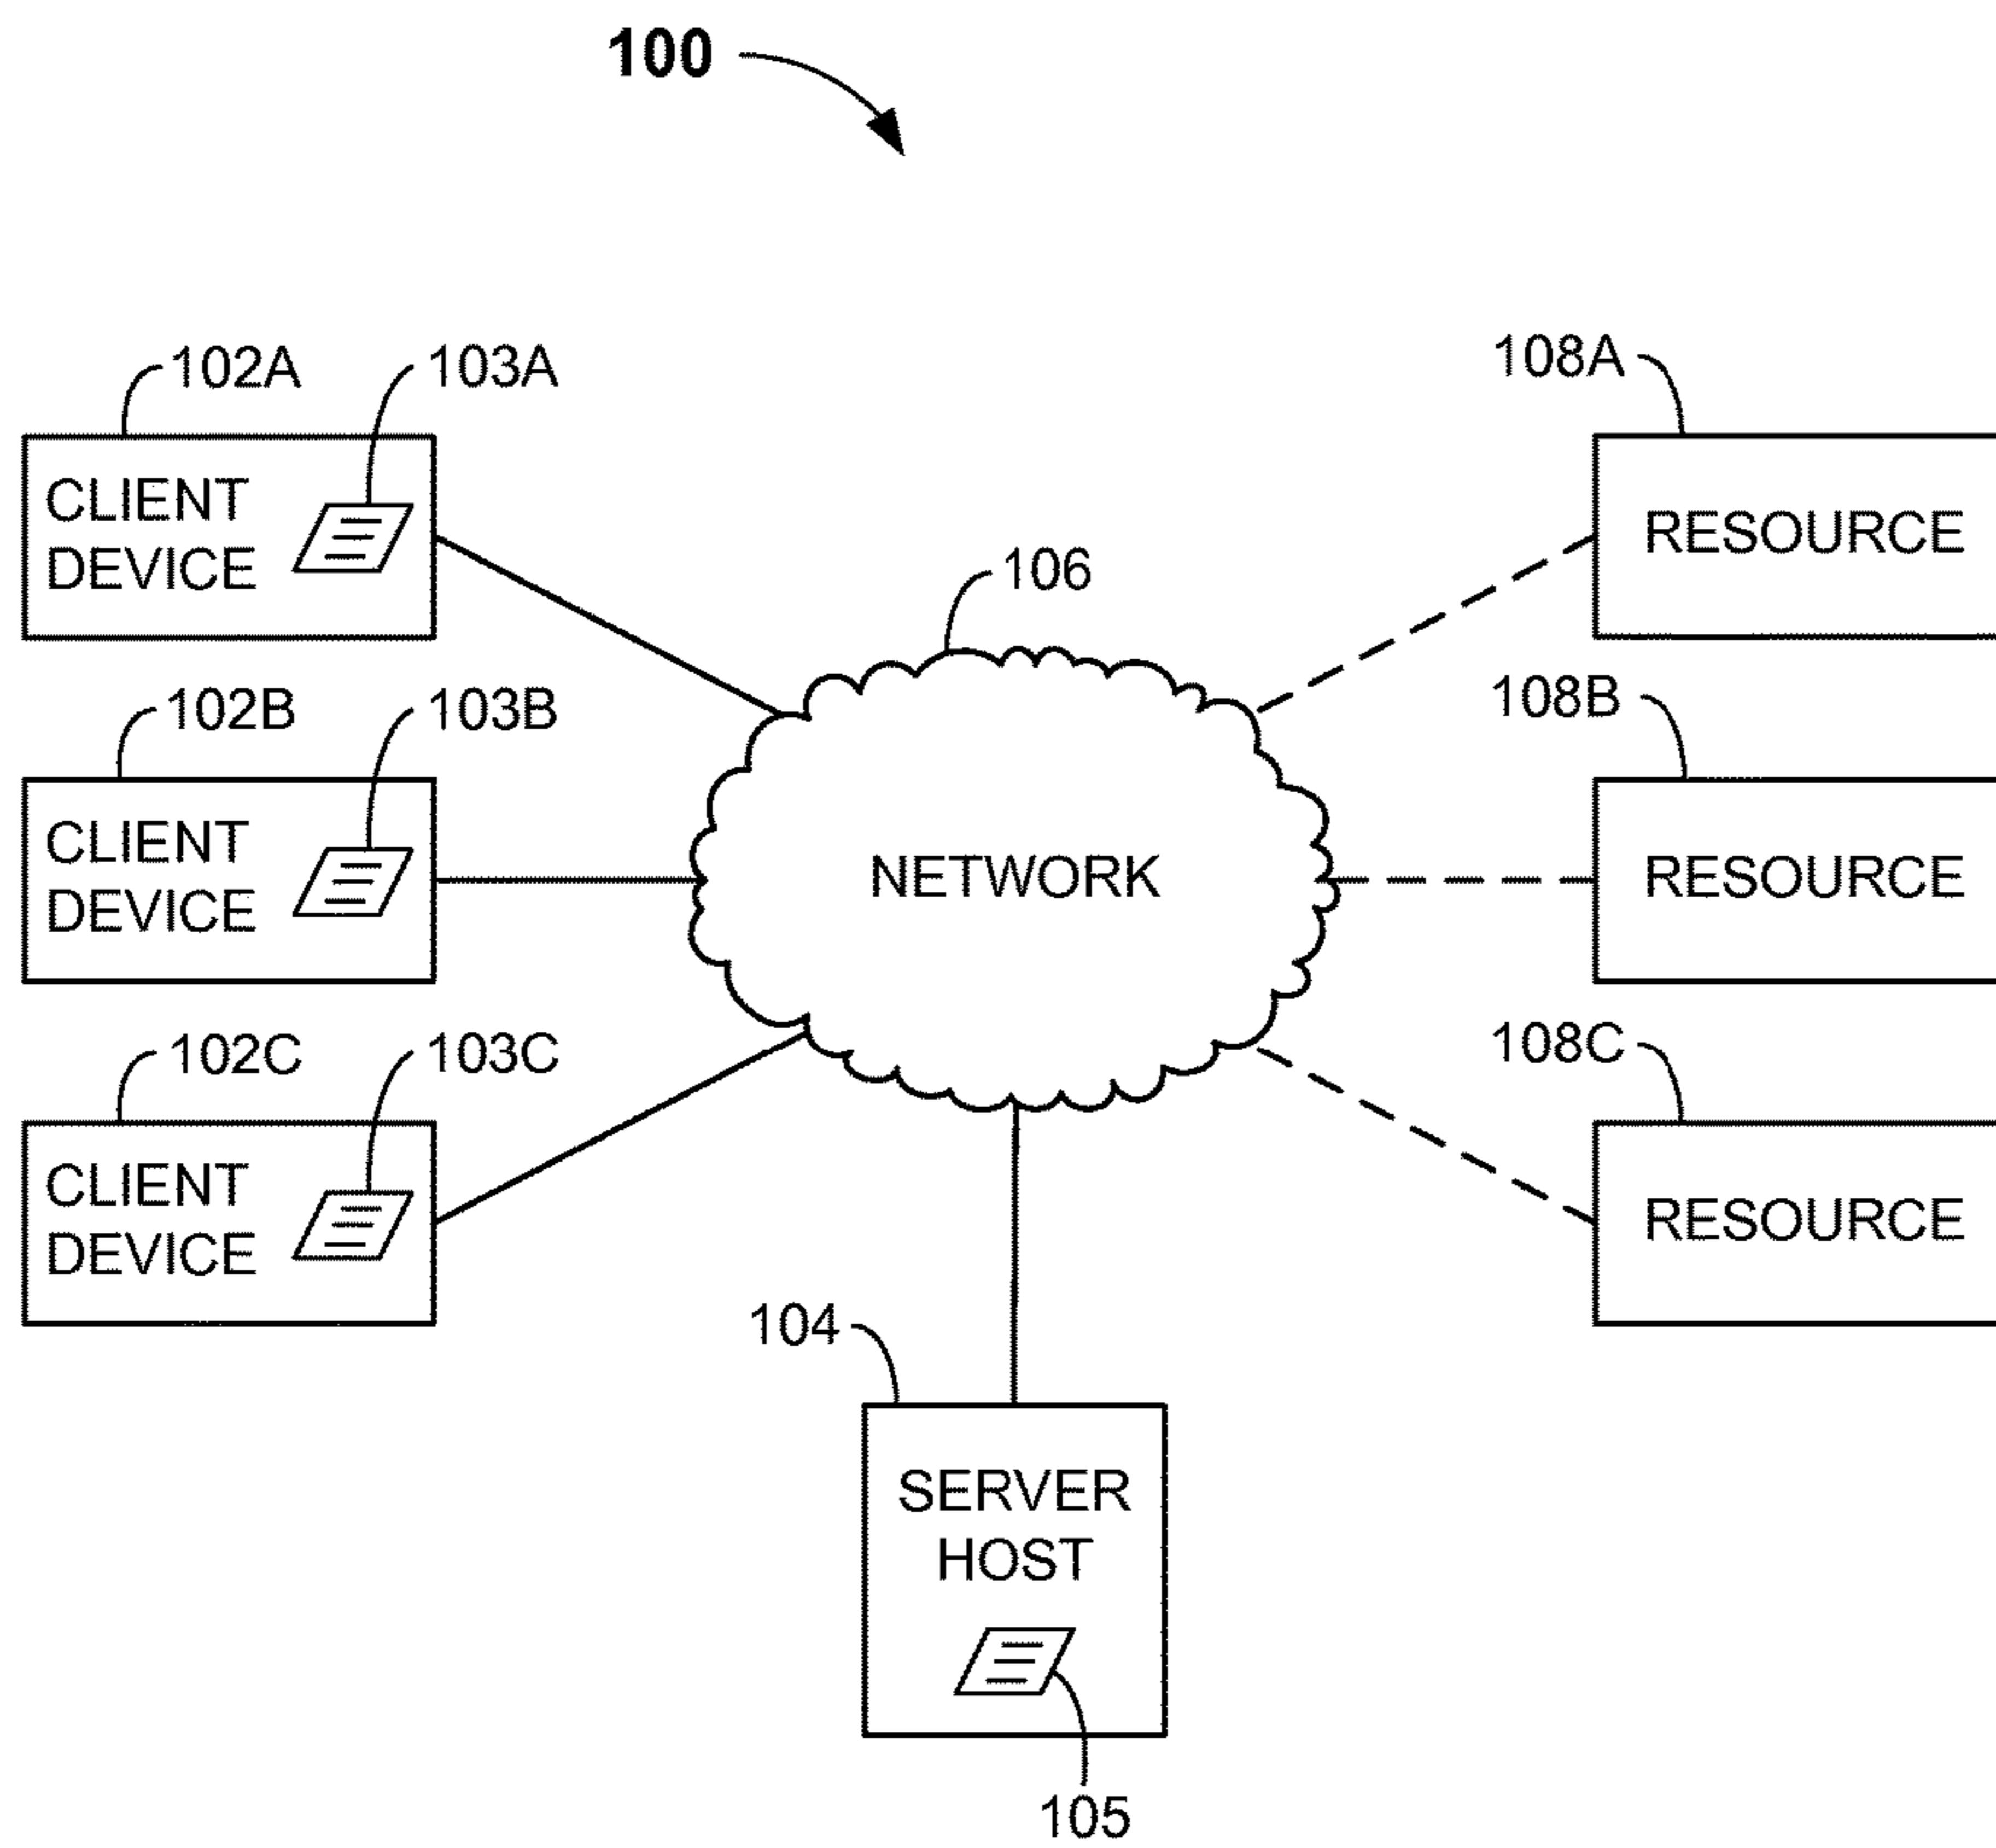 100
102A
103A
108A
CLIENT
DEVICE
RESOURCE
106
102B
103B
108B
CLIENT
DEVICE
NETWORK
RESOURCE
102C
103C
108C
CLIENT
DEVICE
RESOURCE
104
SERVER
HOST
105